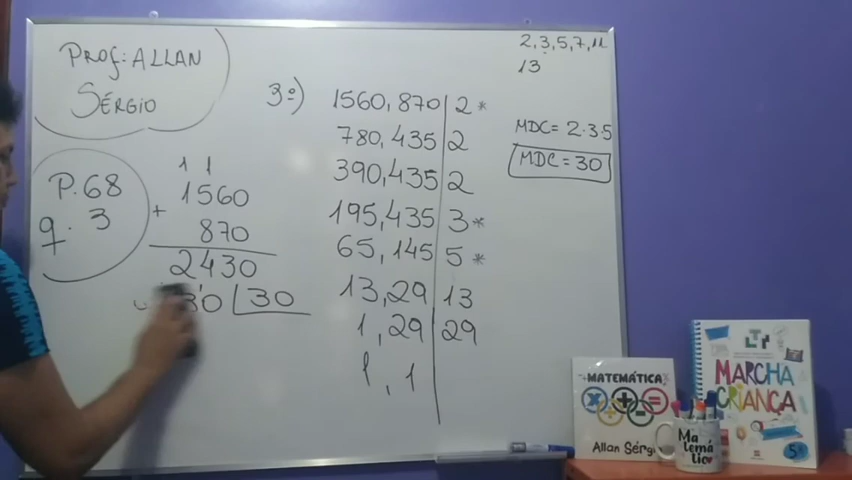 Prof: ALLAN
SÉRGIO
P.68
q. 3
1 1
1560
+
870
2430
30 30
3º)
1560, 870 2 *
780, 435 2
390, 435 2
195, 435 3 *
65, 145 5 *
13, 29 13
1, 29 29
1, 1
2, 3, 5, 7, 11
13
MDC = 2·3·5
MDC = 30
MATEMÁTICA
Allan Sérgi
Ma
temá
tica
MARCHA
CRIANÇA
5º